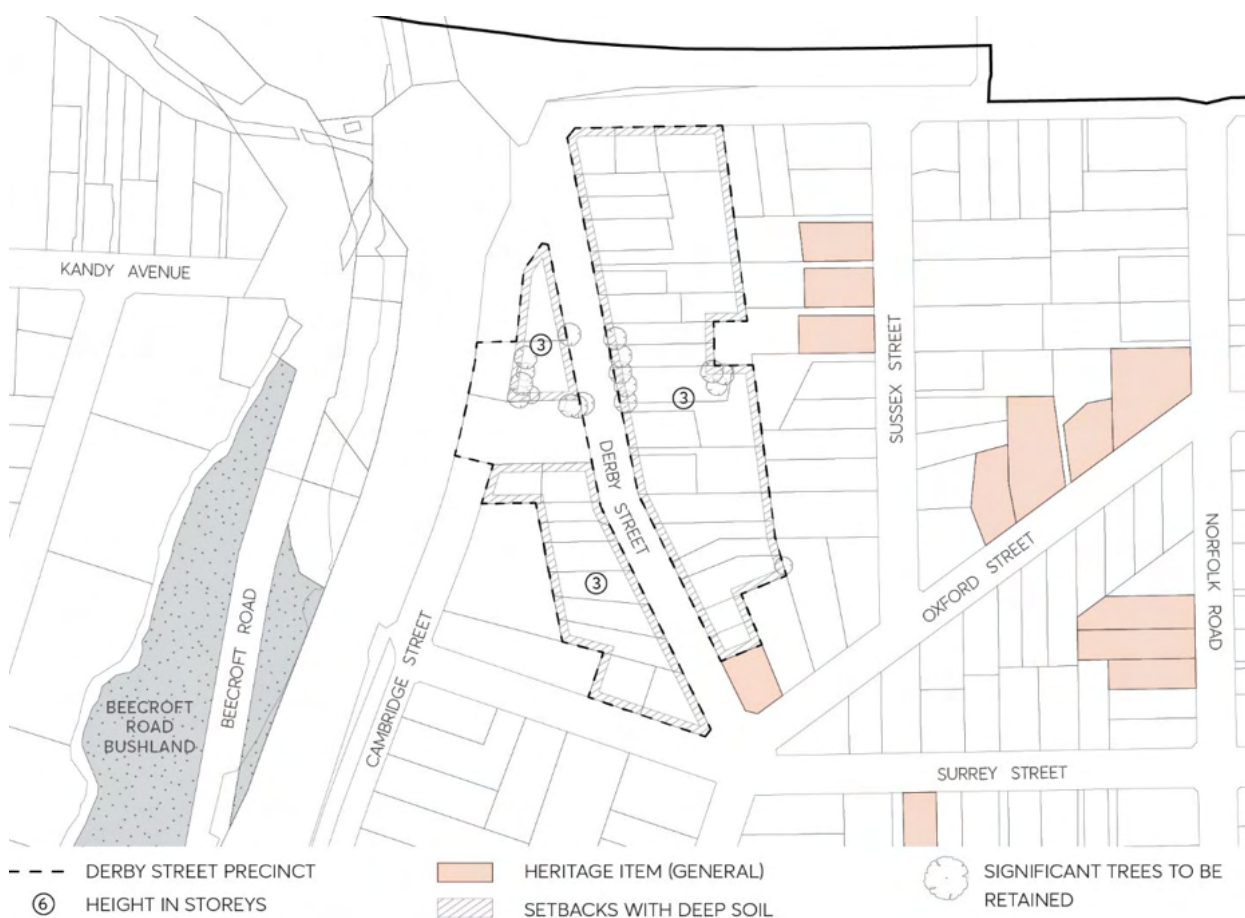 KANDY AVENUE
3
3
SUSSEX STREET
DERBY STREET
OXFORD STREET
NORFOLK ROAD
3
BEECROFT ROAD
CAMBRIDGE STREET
BEECROFT
ROAD
BUSHLAND
SURREY STREET
DERBY STREET PRECINCT
HERITAGE ITEM (GENERAL)
SIGNIFICANT TREES TO BE
RETAINED
6 HEIGHT IN STOREYS
SETBACKS WITH DEEP SOIL